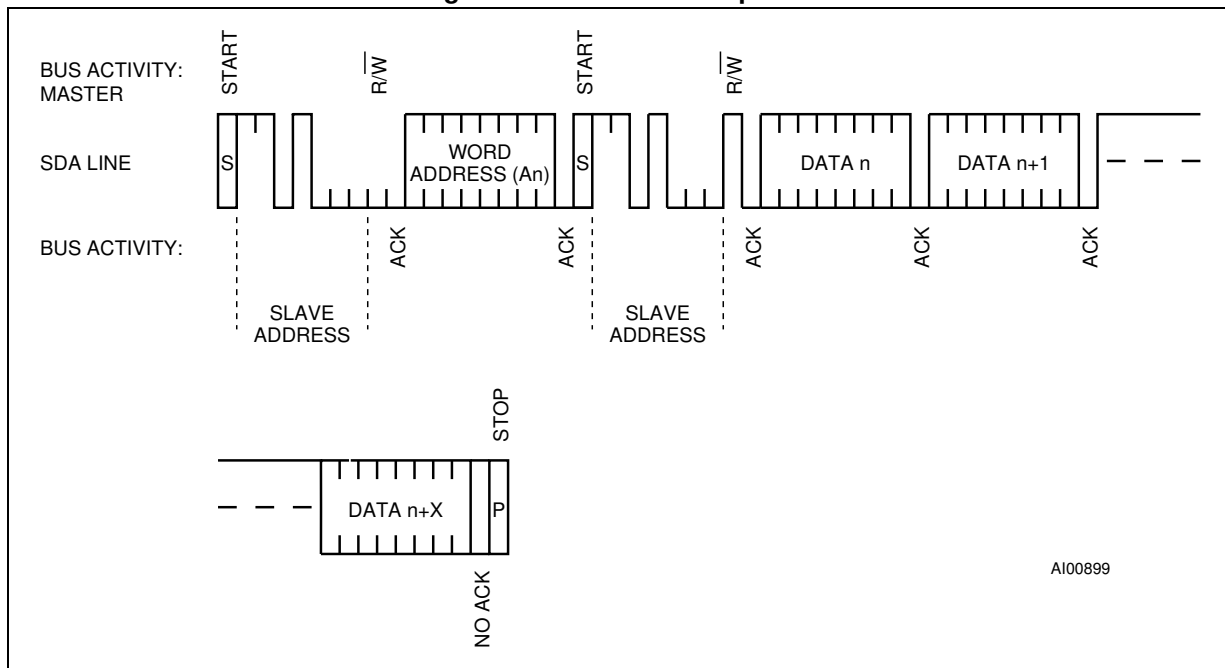 BUS ACTIVITY:
MASTER
START
R/W
START
R/W
SDA LINE
S
WORD
ADDRESS (An)
S
DATA n
DATA n+1
BUS ACTIVITY:
ACK
ACK
ACK
ACK
ACK
SLAVE
ADDRESS
SLAVE
ADDRESS
STOP
DATA n+X
P
NO ACK
AI00899